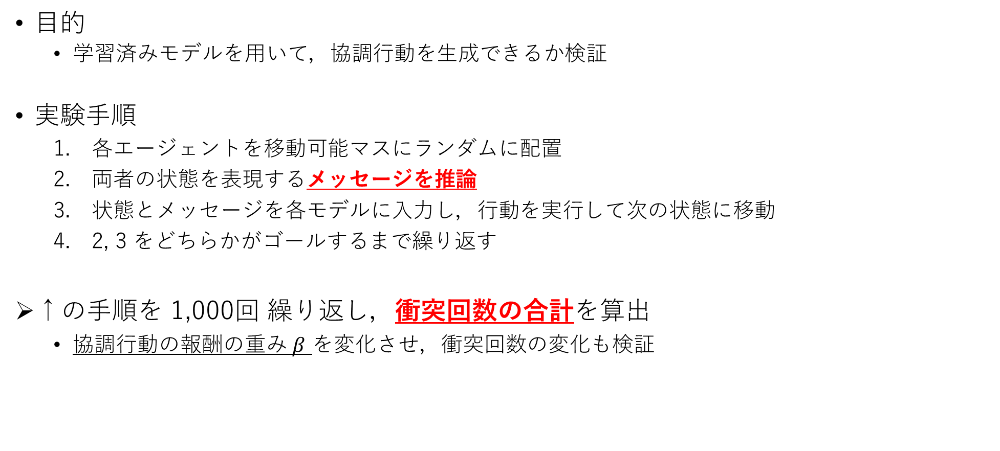 • 目的
• 学習済みモデルを用いて，協調行動を生成できるか検証
• 実験手順
1. 各エージェントを移動可能マスにランダムに配置
2. 両者の状態を表現するメッセージを推論
3. 状態とメッセージを各モデルに入力し，行動を実行して次の状態に移動
4. 2, 3 をどちらかがゴールするまで繰り返す
➢ ↑ の手順を 1,000回 繰り返し，衝突回数の合計を算出
• 協調行動の報酬の重み β を変化させ，衝突回数の変化も検証